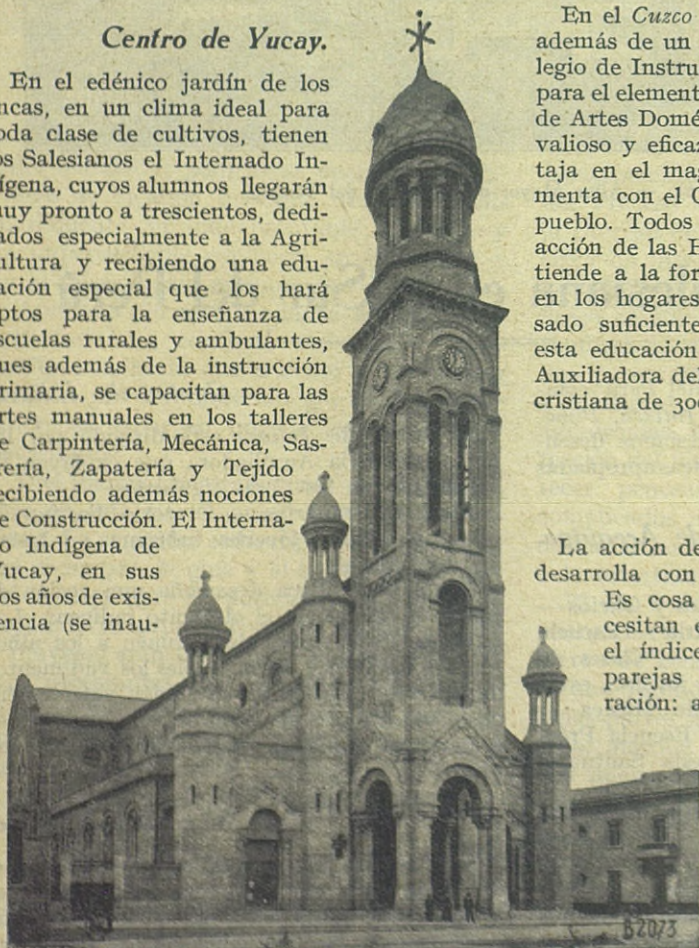 Centro de Yucay.
En el edénico jardín de los
ncas, en un clima ideal para
oda clase de cultivos, tienen
os Salesianos el Internado In-
ígena, cuyos alumnos llegarán
uy pronto a trescientos, dedi-
ados especialmente a la Agri-
ultura y recibiendo una edu-
ación especial que los hará
ptos para la enseñanza de
scuelas rurales y ambulantes,
ues además de la instrucción
rimaria, se capacitan para las
rtes manuales en los talleres
e Carpintería, Mecánica, Sas-
rería, Zapatería y Tejido
ecibiendo además nociones
e Construcción. El Interna-
o Indígena de
Yucay, en sus
os años de exis-
encia (se inau-
En el Cuzco
además de un
legio de Instru
para el element
de Artes Domé
valioso y eficaz
taja en el mag
menta con el C
pueblo. Todos
acción de las H
tiende a la for
en los hogares
sado suficiente
esta educación
Auxiliadora del
cristiana de 300
La acción de
desarrolla con
Es cosa
cesitan e
el índice
parejas
ración: a
B2073